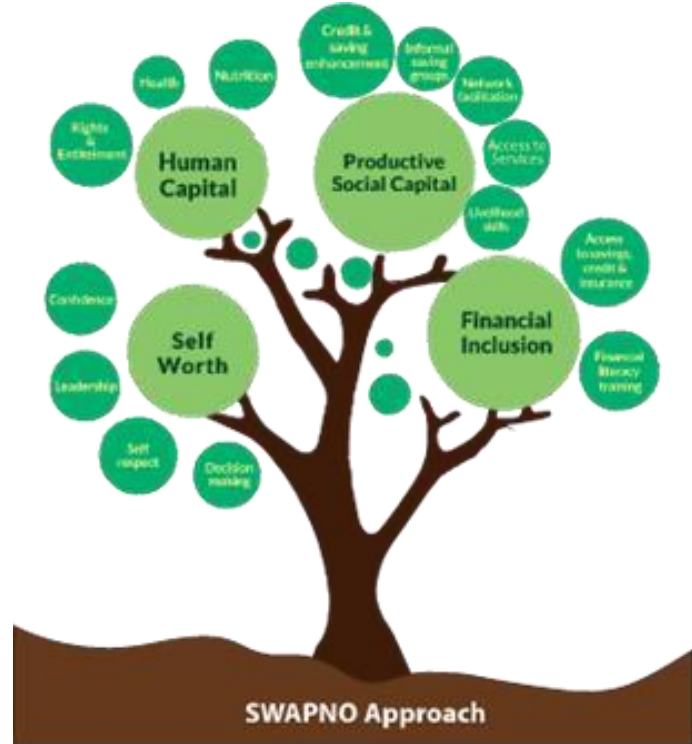 Credit &
saving
enhancement
Informal
saving
groups
Nutrition
Health
Network
facilitation
Rights
&
Entitelment
Human
Capital
Productive
Social Capital
Access to
Services
Livelihood
skills
Access
to savings,
credit &
insurance
Confidence
Self
Worth
Financial
Inclusion
Leadership
Financial
literacy
training
Self
respect
Decision
making
SWAPNO Approach